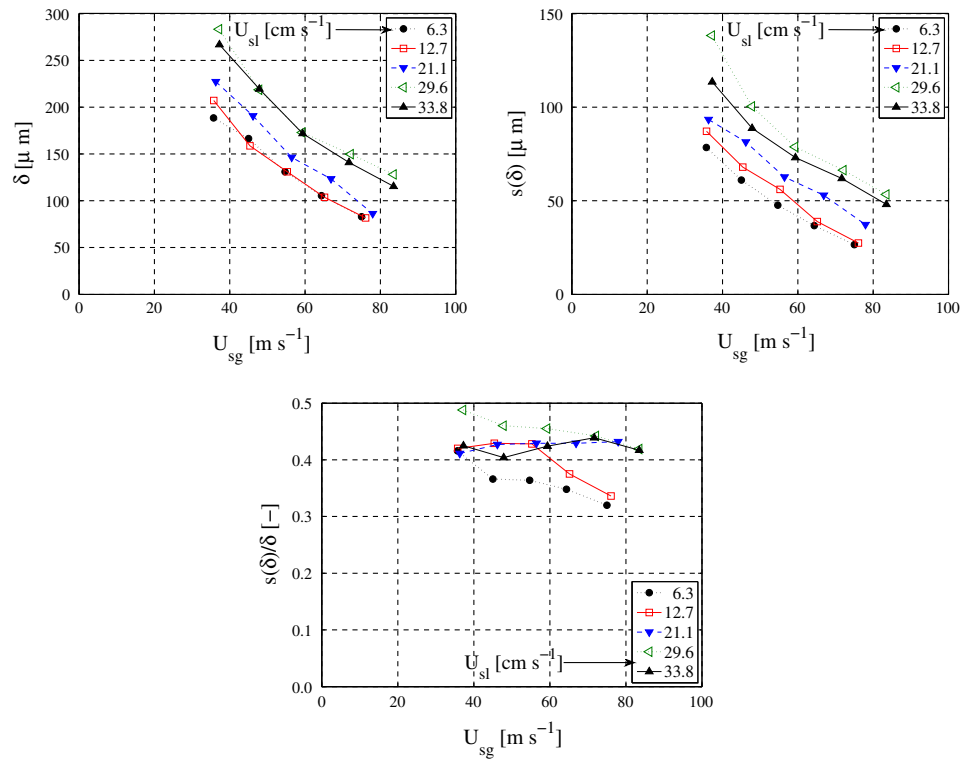 U_sl [cm s⁻¹]
6.3
12.7
21.1
29.6
33.8
300
250
200
150
100
50
0
δ [μ m]
0 20 40 60 80 100
U_sg [m s⁻¹]
U_sl [cm s⁻¹]
6.3
12.7
21.1
29.6
33.8
150
100
50
0
s(δ) [μ m]
0 20 40 60 80 100
U_sg [m s⁻¹]
0.5
0.4
0.3
0.2
0.1
0.0
s(δ)/δ [−]
6.3
12.7
21.1
29.6
33.8
U_sl [cm s⁻¹]
0 20 40 60 80 100
U_sg [m s⁻¹]